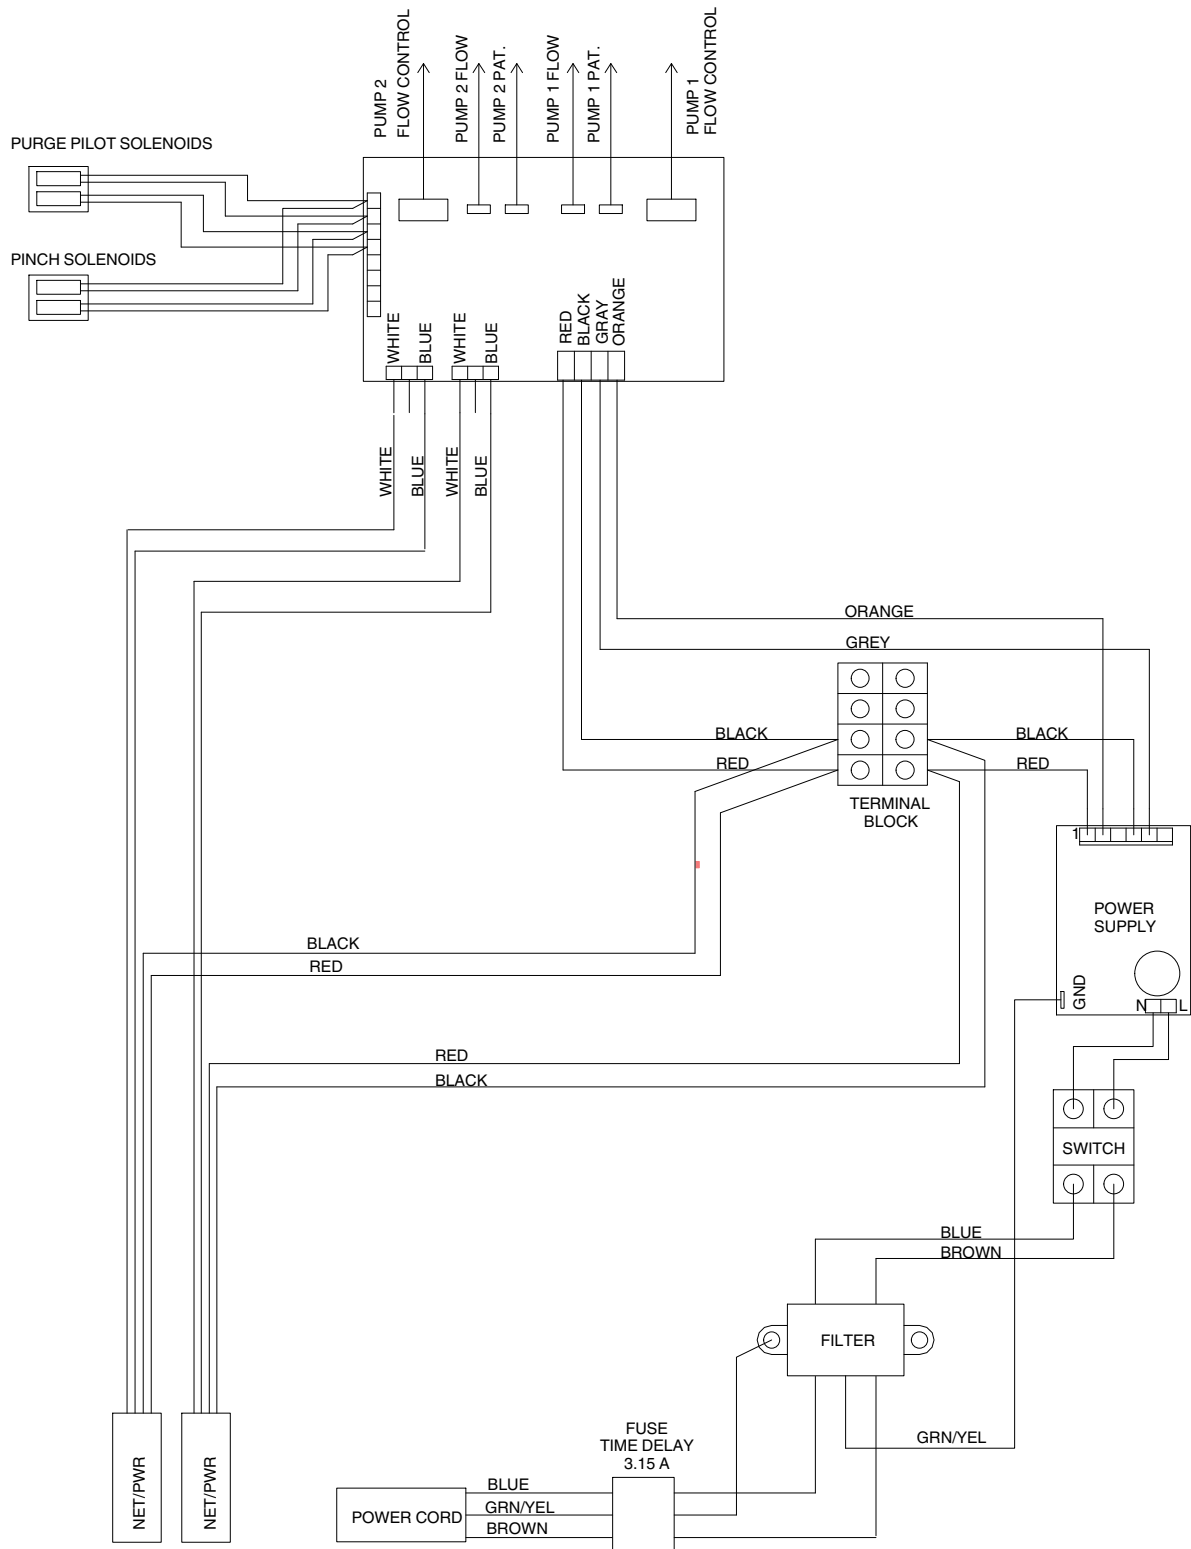 PUMP 2
FLOW CONTROL
PUMP 2 FLOW
PUMP 2 PAT.
PUMP 1 FLOW
PUMP 1 PAT.
PUMP 1
FLOW CONTROL
PURGE PILOT SOLENOIDS
PINCH SOLENOIDS
WHITE
BLUE
WHITE
BLUE
RED
BLACK
GRAY
ORANGE
WHITE
BLUE
WHITE
BLUE
ORANGE
GREY
BLACK
BLACK
RED
RED
TERMINAL
BLOCK
1
POWER
SUPPLY
GND
N
L
BLACK
RED
RED
BLACK
SWITCH
BLUE
BROWN
FILTER
GRN/YEL
FUSE
TIME DELAY
3.15 A
NET/PWR
NET/PWR
POWER CORD
BLUE
GRN/YEL
BROWN